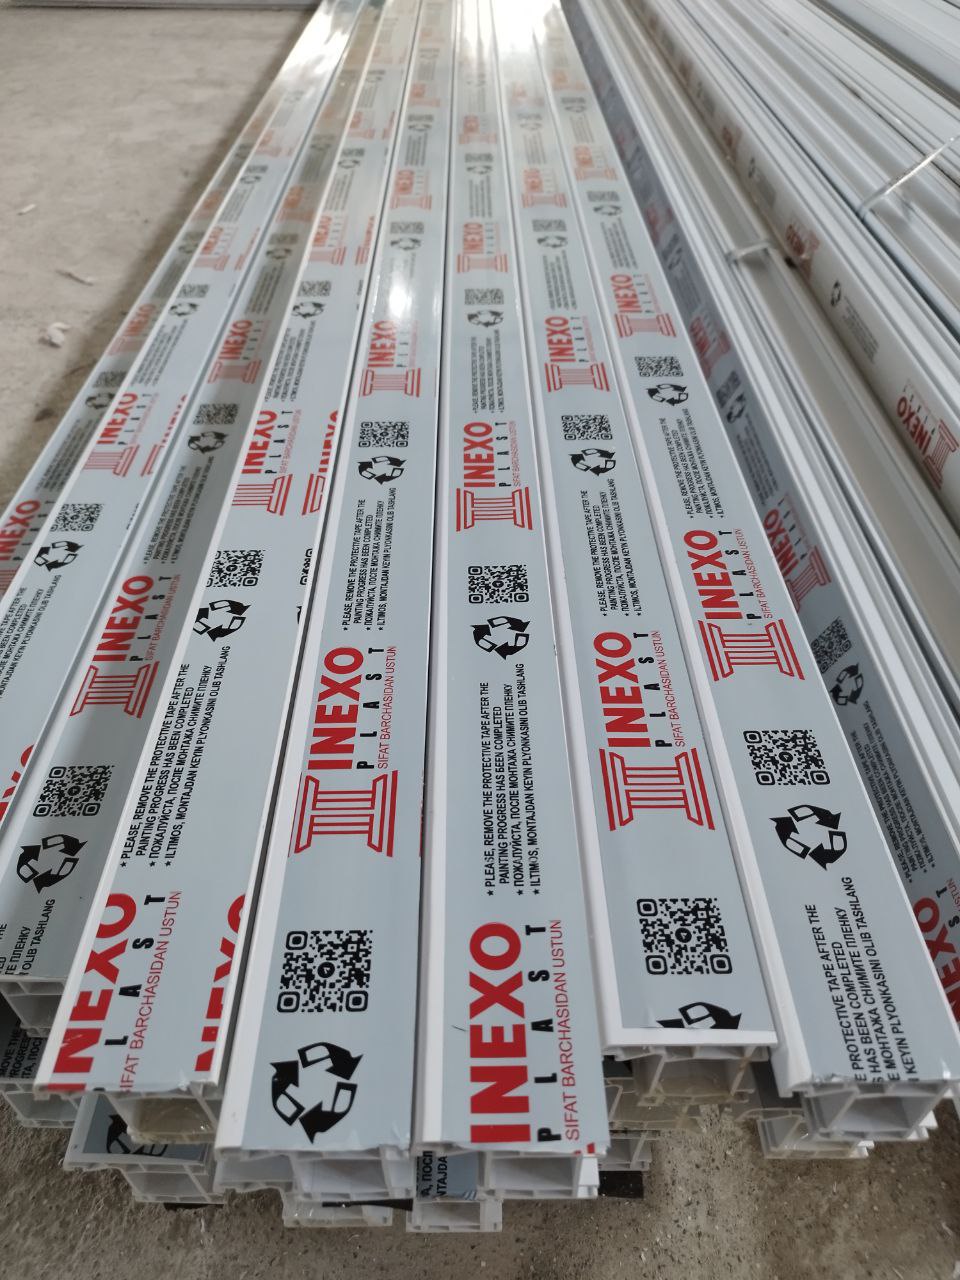 INEXO
PLAST
SIFAT BARCHASIDAN USTUN
* PLEASE, REMOVE THE PROTECTIVE TAPE AFTER THE
PAINTING PROGRESS HAS BEEN COMPLETED
* ПОЖАЛУЙСТА, ПОСЛЕ МОНТАЖА СНИМИТЕ ПЛЕНКУ
* ILTIMOS, MONTAJDAN KEYIN PLYONKASINI OLIB TASHLANG